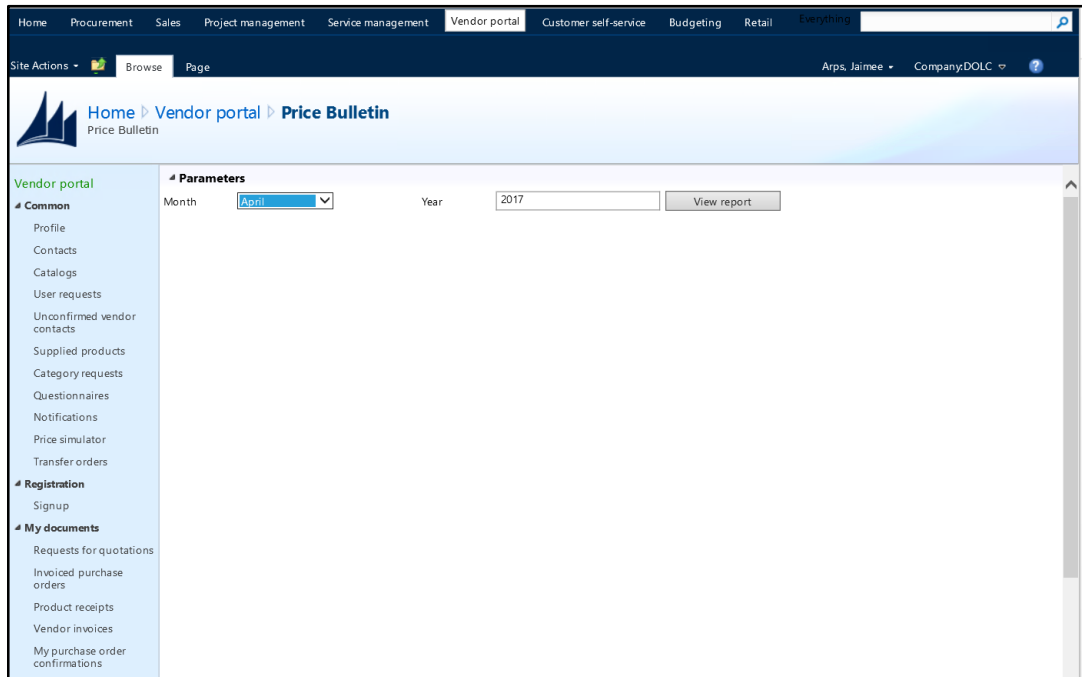 Home Procurement Sales Project management Service management Vendor portal Customer self-service Budgeting Retail Everything
Site Actions Browse Page Arps, Jaimee Company:DOLC
Home Vendor portal Price Bulletin
Price Bulletin
Vendor portal
Common
Profile
Contacts
Catalogs
User requests
Unconfirmed vendor
contacts
Supplied products
Category requests
Questionnaires
Notifications
Price simulator
Transfer orders
Registration
Signup
My documents
Requests for quotations
Invoiced purchase
orders
Product receipts
Vendor invoices
My purchase order
confirmations
Parameters
Month April Year 2017 View report